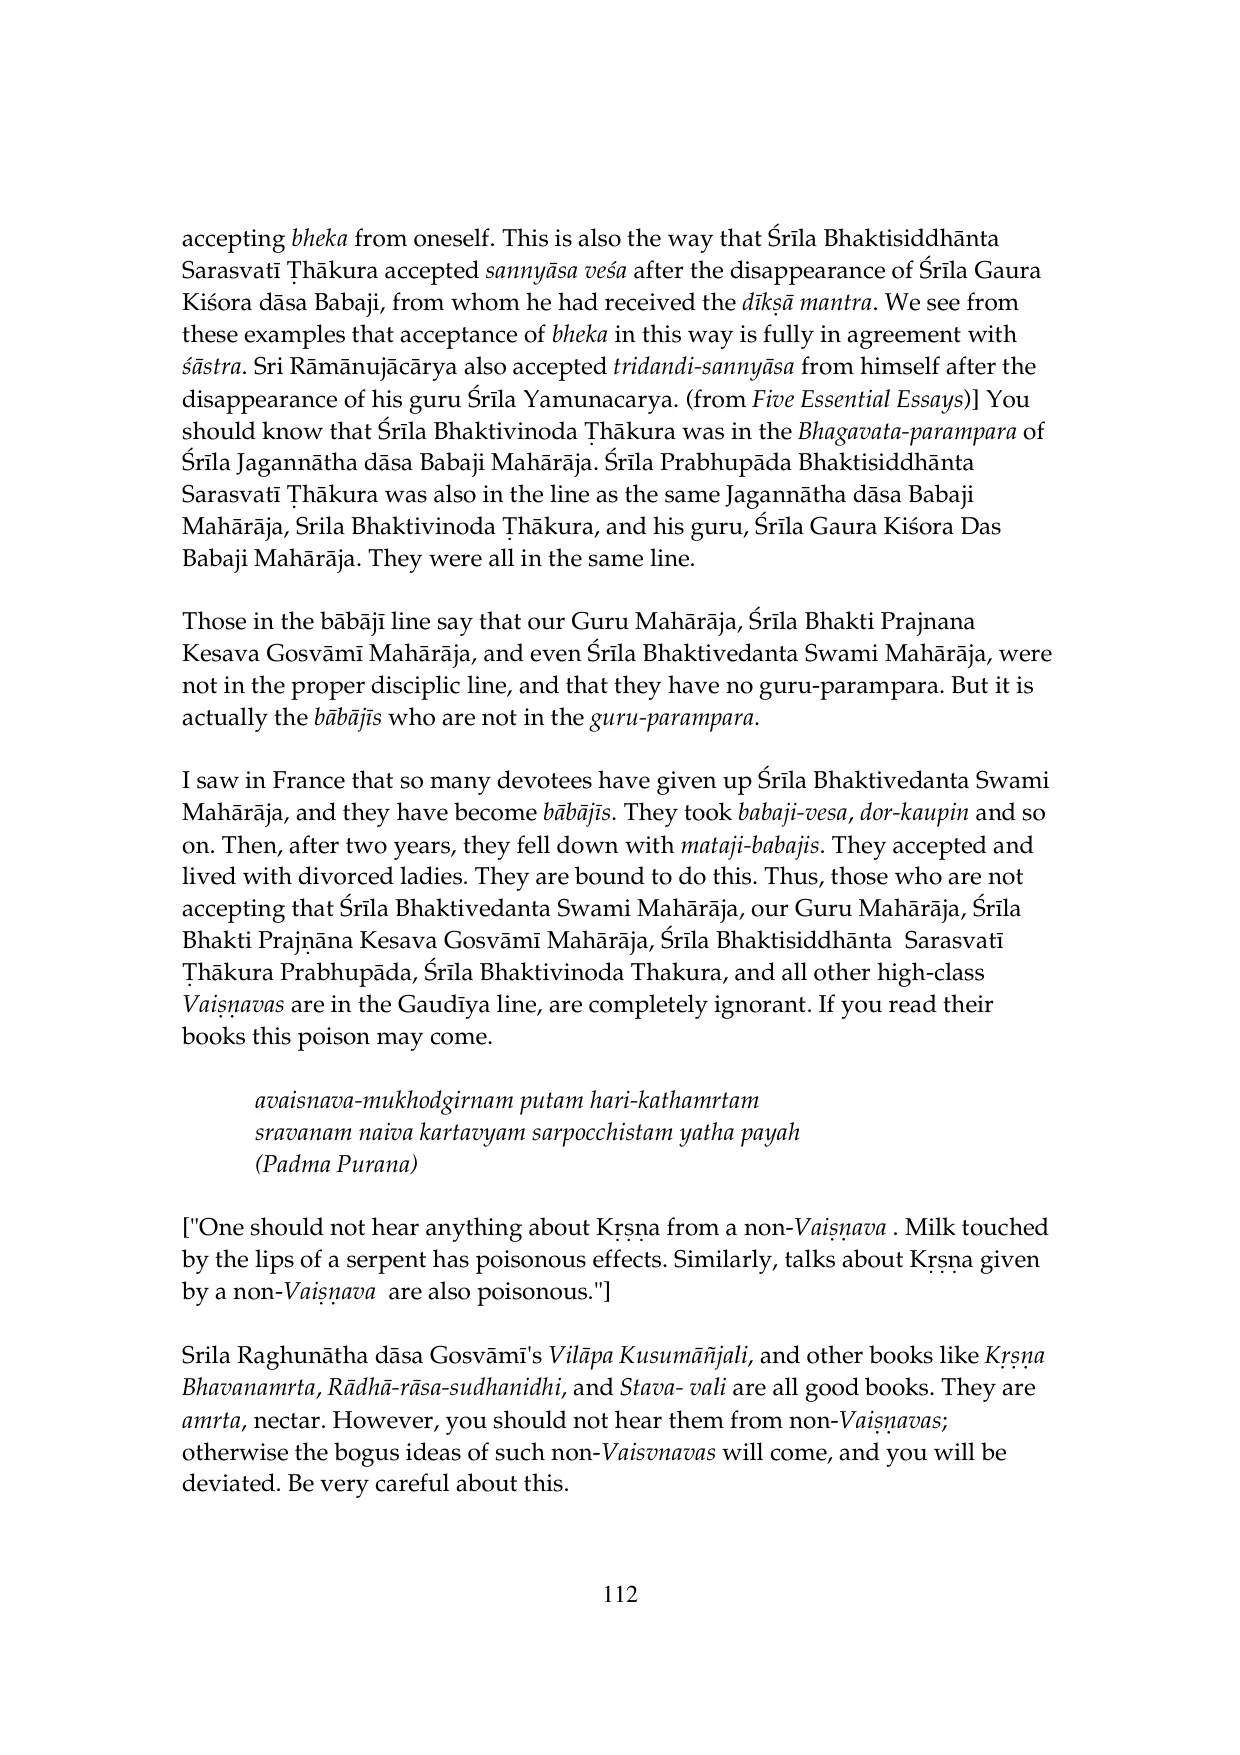 accepting bheka from oneself. This is also the way that Śrīla Bhaktisiddhānta
Sarasvatī Ṭhākura accepted sannyāsa veśa after the disappearance of Śrīla Gaura
Kiśora dāsa Babaji, from whom he had received the dīkṣā mantra. We see from
these examples that acceptance of bheka in this way is fully in agreement with
śāstra. Sri Rāmānujācārya also accepted tridandi-sannyāsa from himself after the
disappearance of his guru Śrīla Yamunacarya. (from Five Essential Essays)] You
should know that Śrīla Bhaktivinoda Ṭhākura was in the Bhagavata-parampara of
Śrīla Jagannātha dāsa Babaji Mahārāja. Śrīla Prabhupāda Bhaktisiddhānta
Sarasvatī Ṭhākura was also in the line as the same Jagannātha dāsa Babaji
Mahārāja, Srila Bhaktivinoda Ṭhākura, and his guru, Śrīla Gaura Kiśora Das
Babaji Mahārāja. They were all in the same line.
Those in the bābājī line say that our Guru Mahārāja, Śrīla Bhakti Prajnana
Kesava Gosvāmī Mahārāja, and even Śrīla Bhaktivedanta Swami Mahārāja, were
not in the proper disciplic line, and that they have no guru-parampara. But it is
actually the bābājīs who are not in the guru-parampara.
I saw in France that so many devotees have given up Śrīla Bhaktivedanta Swami
Mahārāja, and they have become bābājīs. They took babaji-vesa, dor-kaupin and so
on. Then, after two years, they fell down with mataji-babajis. They accepted and
lived with divorced ladies. They are bound to do this. Thus, those who are not
accepting that Śrīla Bhaktivedanta Swami Mahārāja, our Guru Mahārāja, Śrīla
Bhakti Prajṇāna Kesava Gosvāmī Mahārāja, Śrīla Bhaktisiddhānta  Sarasvatī
Ṭhākura Prabhupāda, Śrīla Bhaktivinoda Thakura, and all other high-class
Vaiṣṇavas are in the Gaudīya line, are completely ignorant. If you read their
books this poison may come.
avaisnava-mukhodgirnam putam hari-kathamrtam
sravanam naiva kartavyam sarpocchistam yatha payah
(Padma Purana)
["One should not hear anything about Kṛṣṇa from a non-Vaiṣṇava . Milk touched
by the lips of a serpent has poisonous effects. Similarly, talks about Kṛṣṇa given
by a non-Vaiṣṇava  are also poisonous."]
Srila Raghunātha dāsa Gosvāmī's Vilāpa Kusumāñjali, and other books like Kṛṣṇa
Bhavanamrta, Rādhā-rāsa-sudhanidhi, and Stava- vali are all good books. They are
amrta, nectar. However, you should not hear them from non-Vaiṣṇavas;
otherwise the bogus ideas of such non-Vaisvnavas will come, and you will be
deviated. Be very careful about this.
112